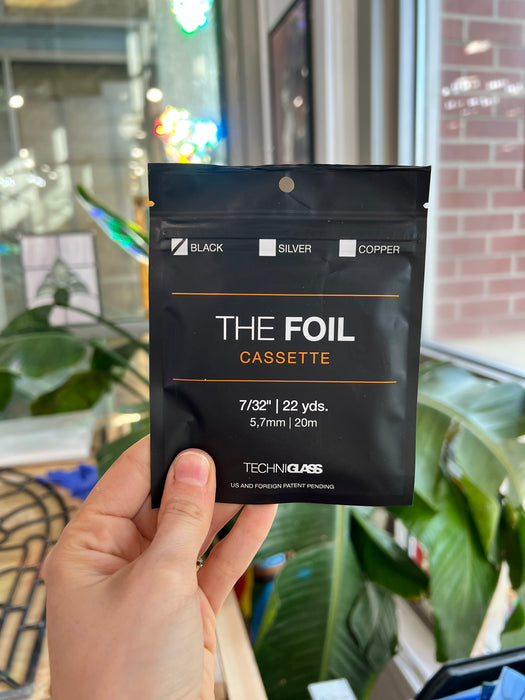 BLACK SILVER COPPER
THE FOIL
CASSETTE
7/32" | 22 yds.
5,7mm | 20m
TECHNIGLASS
US AND FOREIGN PATENT PENDING